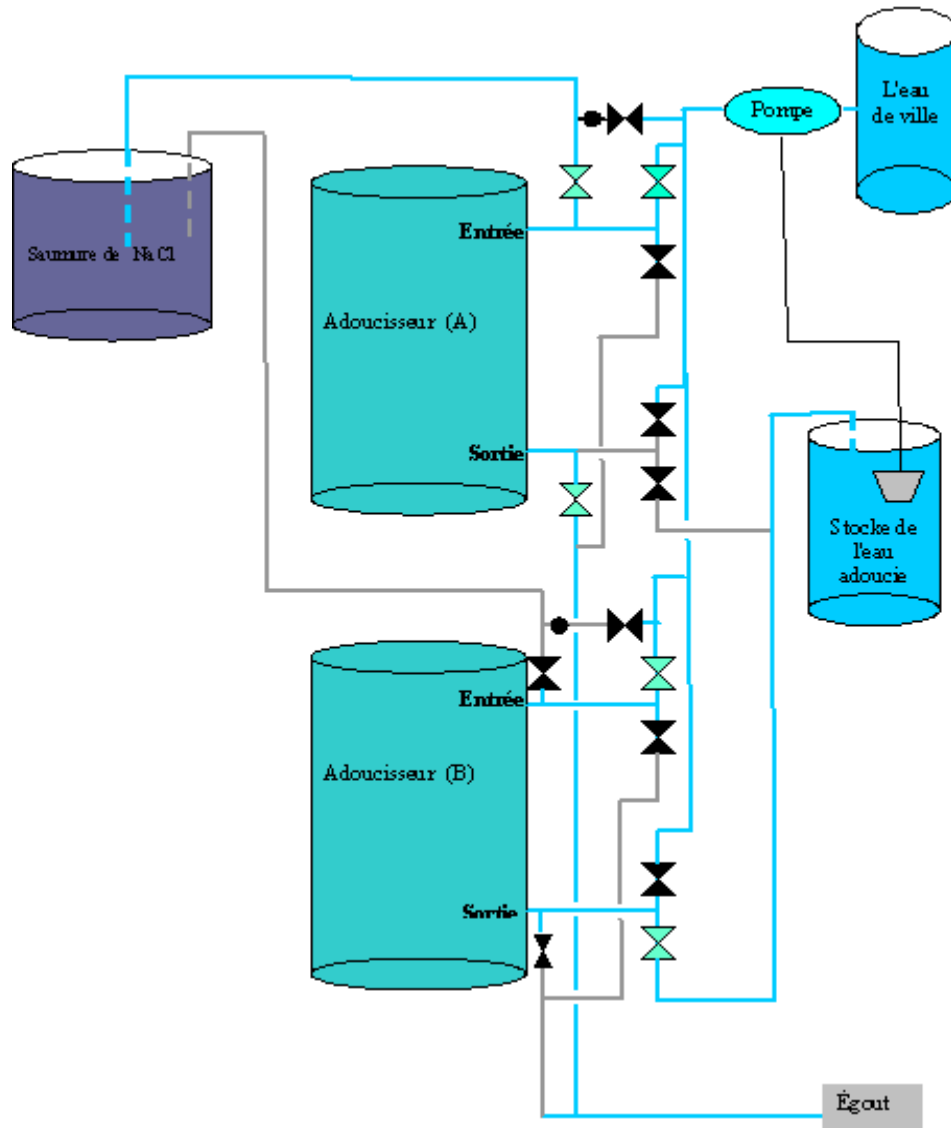 L'eau
de ville
Pompe
Saumure de NaCl
Entrée
Adoucisseur (A)
Sortie
Stocke de
l'eau
adoucie
Entrée
Adoucisseur (B)
Sortie
Égout